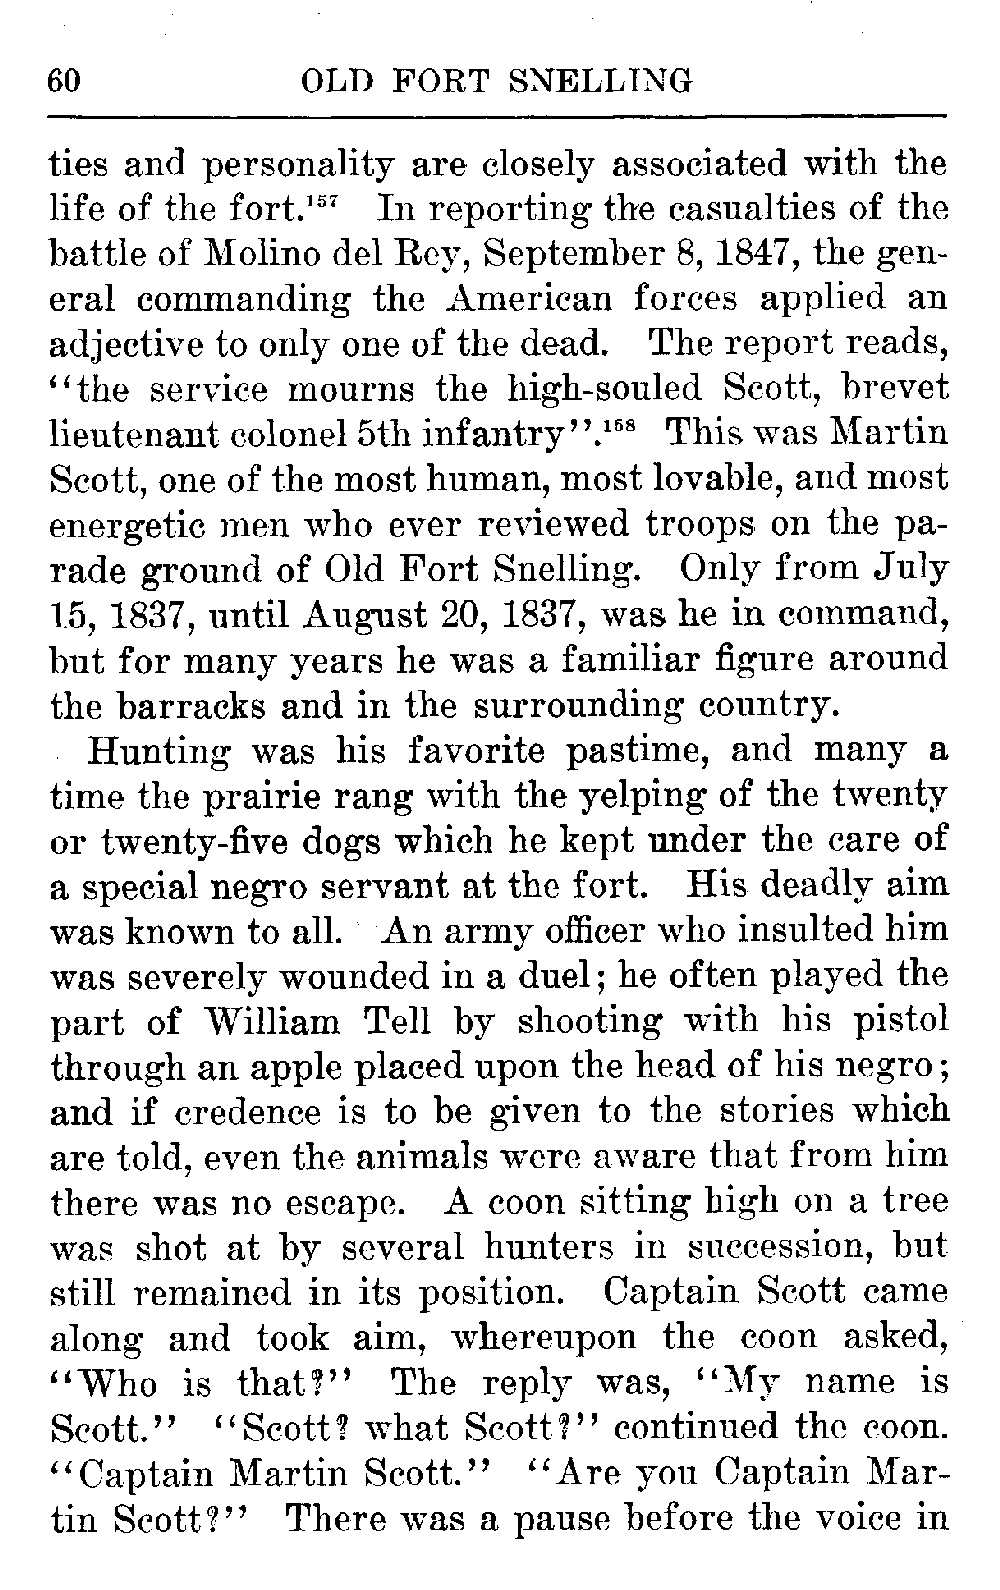 60 OLD FORT SNELLING
ties and personality are closely associated with the
life of the fort.¹⁵⁷ In reporting the casualties of the
battle of Molino del Rey, September 8, 1847, the gen-
eral commanding the American forces applied an
adjective to only one of the dead. The report reads,
“the service mourns the high-souled Scott, brevet
lieutenant colonel 5th infantry”.¹⁵⁸ This was Martin
Scott, one of the most human, most lovable, and most
energetic men who ever reviewed troops on the pa-
rade ground of Old Fort Snelling. Only from July
15, 1837, until August 20, 1837, was he in command,
but for many years he was a familiar figure around
the barracks and in the surrounding country.
Hunting was his favorite pastime, and many a
time the prairie rang with the yelping of the twenty
or twenty-five dogs which he kept under the care of
a special negro servant at the fort. His deadly aim
was known to all. An army officer who insulted him
was severely wounded in a duel; he often played the
part of William Tell by shooting with his pistol
through an apple placed upon the head of his negro;
and if credence is to be given to the stories which
are told, even the animals were aware that from him
there was no escape. A coon sitting high on a tree
was shot at by several hunters in succession, but
still remained in its position. Captain Scott came
along and took aim, whereupon the coon asked,
“Who is that?” The reply was, “My name is
Scott.” “Scott? what Scott?” continued the coon.
“Captain Martin Scott.” “Are you Captain Mar-
tin Scott?” There was a pause before the voice in